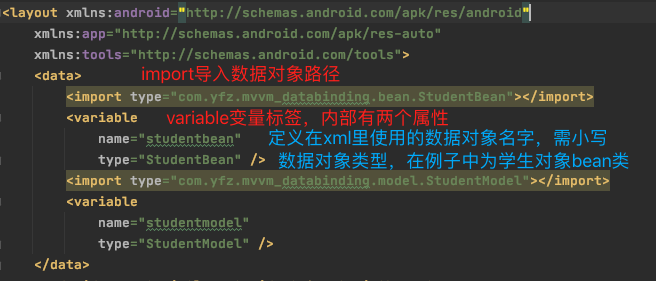 <layout xmlns:android="http://schemas.android.com/apk/res/android"
xmlns:app="http://schemas.android.com/apk/res-auto"
xmlns:tools="http://schemas.android.com/tools">
<data> import导入数据对象路径
<import type="com.yfz.mvvm_databinding.bean.StudentBean"></import>
<variable variable变量标签，内部有两个属性
name="studentbean" 定义在xml里使用的数据对象名字，需小写
type="StudentBean" /> 数据对象类型，在例子中为学生对象bean类
<import type="com.yfz.mvvm_databinding.model.StudentModel"></import>
<variable
name="studentmodel"
type="StudentModel" />
</data>